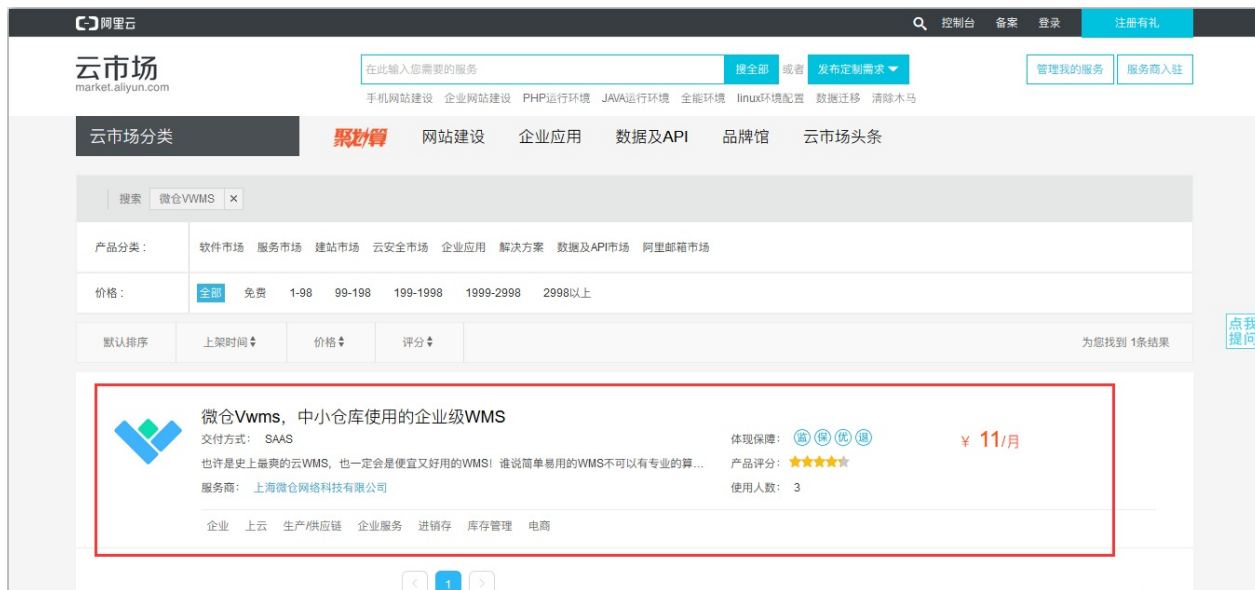 阿里云 控制台 备案 登录 注册有礼
云市场 在此输入您需要的服务 搜全部 或者 发布定制需求 管理我的服务 服务商入驻
market.aliyun.com
手机网站建设 企业网站建设 PHP运行环境 JAVA运行环境 全能环境 linux环境配置 数据迁移 清除木马
云市场分类 聚划算 网站建设 企业应用 数据及API 品牌馆 云市场头条
搜索 微仓VWMS ×
产品分类： 软件市场 服务市场 建站市场 云安全市场 企业应用 解决方案 数据及API市场 阿里邮箱市场
价格： 全部 免费 1-98 99-198 199-1998 1999-2998 2998以上
点我
提问
默认排序 上架时间 价格 评分 为您找到 1条结果
微仓Vwms，中小仓库使用的企业级WMS
交付方式： SAAS 体现保障： 监 保 优 退 ¥ 11/月
也许是史上最爽的云WMS，也一定会是便宜又好用的WMS！谁说简单易用的WMS不可以有专业的算... 产品评分：
服务商： 上海微仓网络科技有限公司 使用人数： 3
企业 上云 生产/供应链 企业服务 进销存 库存管理 电商
< 1 >